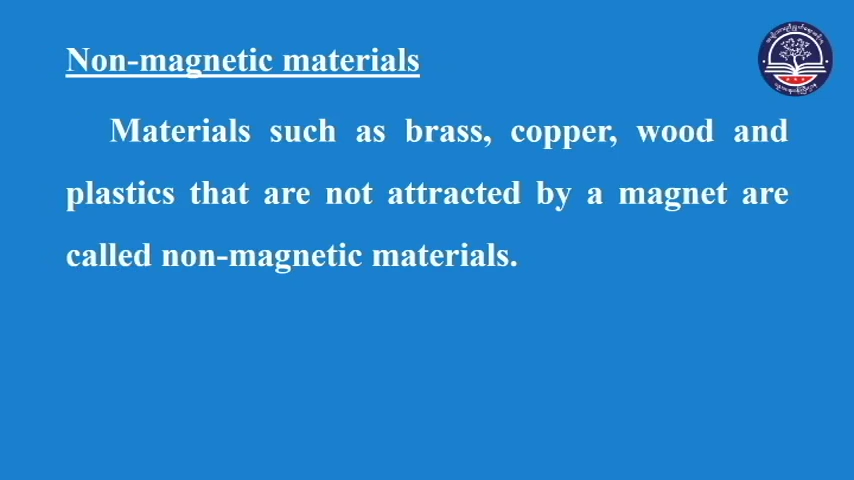 Non-magnetic materials
Materials such as brass, copper, wood and
plastics that are not attracted by a magnet are
called non-magnetic materials.